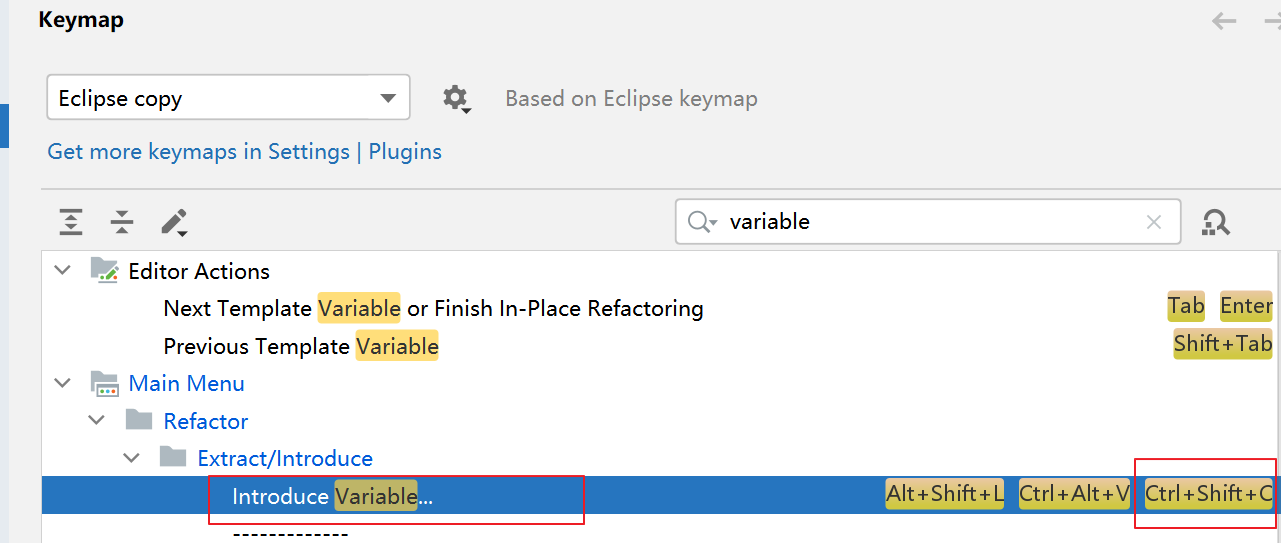 Keymap
Eclipse copy
Based on Eclipse keymap
Get more keymaps in Settings | Plugins
variable
Editor Actions
Next Template Variable or Finish In-Place Refactoring Tab Enter
Previous Template Variable Shift+Tab
Main Menu
Refactor
Extract/Introduce
Introduce Variable... Alt+Shift+L Ctrl+Alt+V Ctrl+Shift+C
-------------